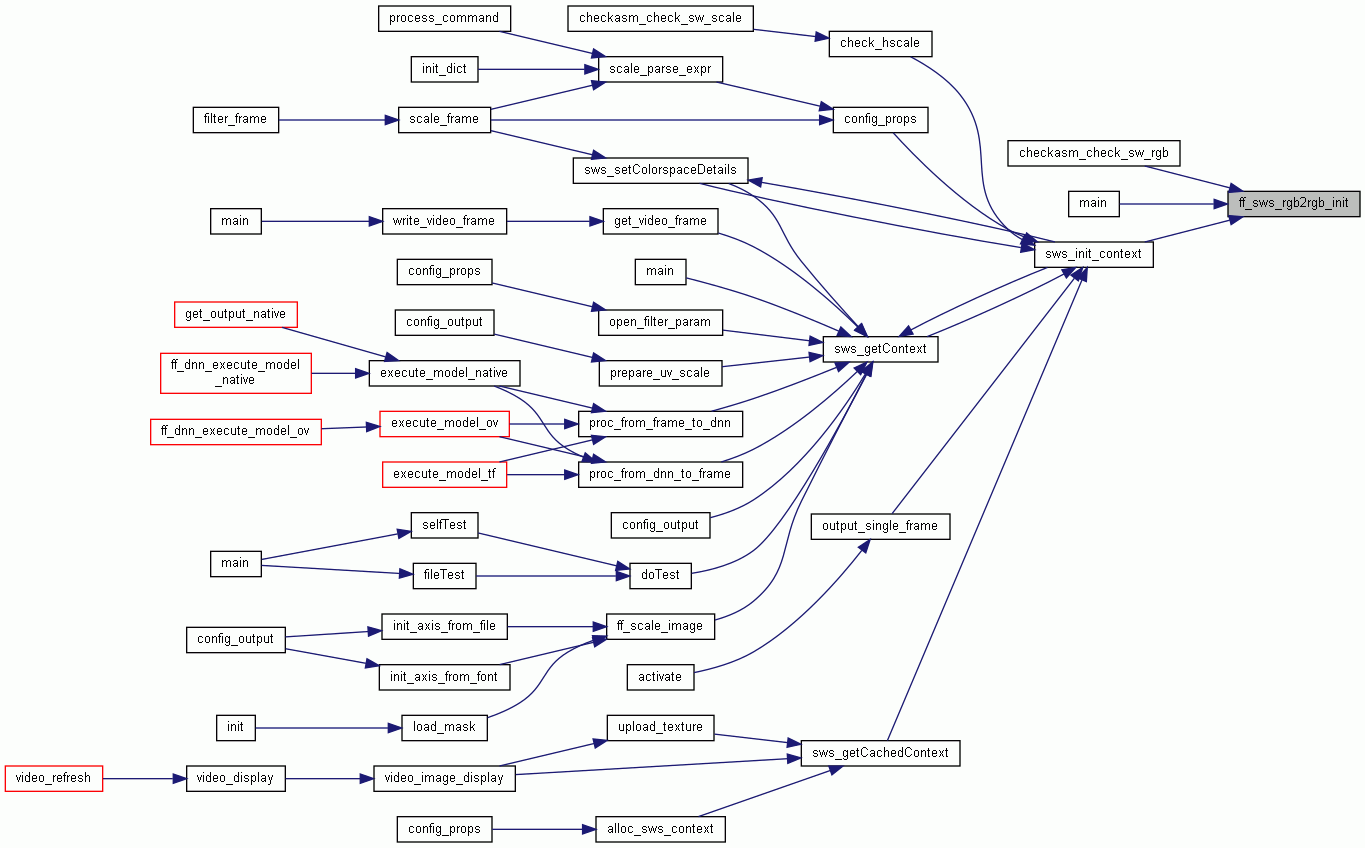 process_command
checkasm_check_sw_scale
check_hscale
init_dict
scale_parse_expr
filter_frame
scale_frame
config_props
checkasm_check_sw_rgb
sws_setColorspaceDetails
main
ff_sws_rgb2rgb_init
main
write_video_frame
get_video_frame
sws_init_context
config_props
main
get_output_native
config_output
open_filter_param
sws_getContext
ff_dnn_execute_model
_native
execute_model_native
prepare_uv_scale
ff_dnn_execute_model_ov
execute_model_ov
proc_from_frame_to_dnn
execute_model_tf
proc_from_dnn_to_frame
selfTest
config_output
output_single_frame
main
fileTest
doTest
config_output
init_axis_from_file
ff_scale_image
init_axis_from_font
activate
init
load_mask
upload_texture
sws_getCachedContext
video_refresh
video_display
video_image_display
config_props
alloc_sws_context